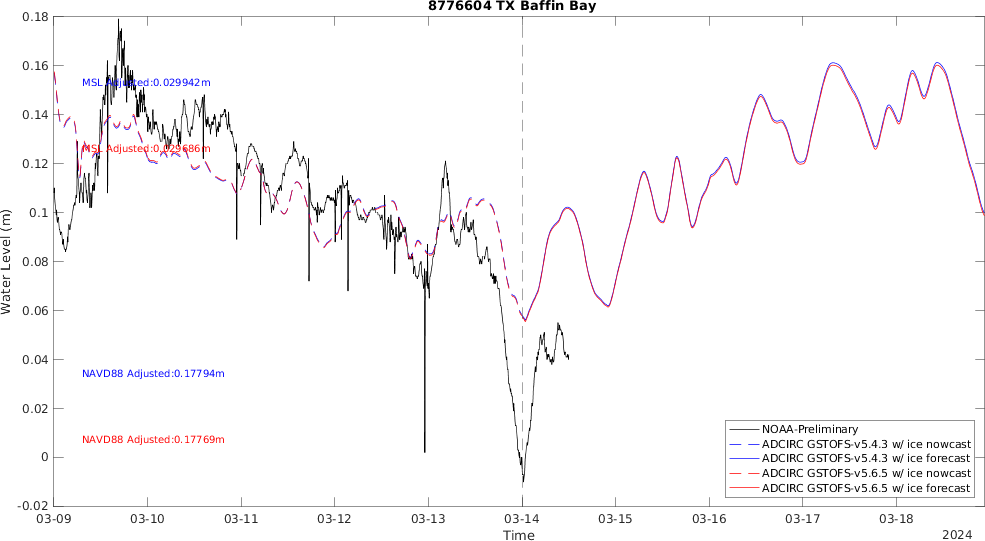 8776604 TX Baffin Bay
0.18
0.16
0.14
0.12
0.1
0.08
0.06
0.04
0.02
0
-0.02
Water Level (m)
MSL Adjusted:0.029942m
MSL Adjusted:0.029686m
NAVD88 Adjusted:0.17794m
NAVD88 Adjusted:0.17769m
NOAA-Preliminary
ADCIRC GSTOFS-v5.4.3 w/ ice nowcast
ADCIRC GSTOFS-v5.4.3 w/ ice forecast
ADCIRC GSTOFS-v5.6.5 w/ ice nowcast
ADCIRC GSTOFS-v5.6.5 w/ ice forecast
03-09 03-10 03-11 03-12 03-13 03-14 03-15 03-16 03-17 03-18
Time
2024